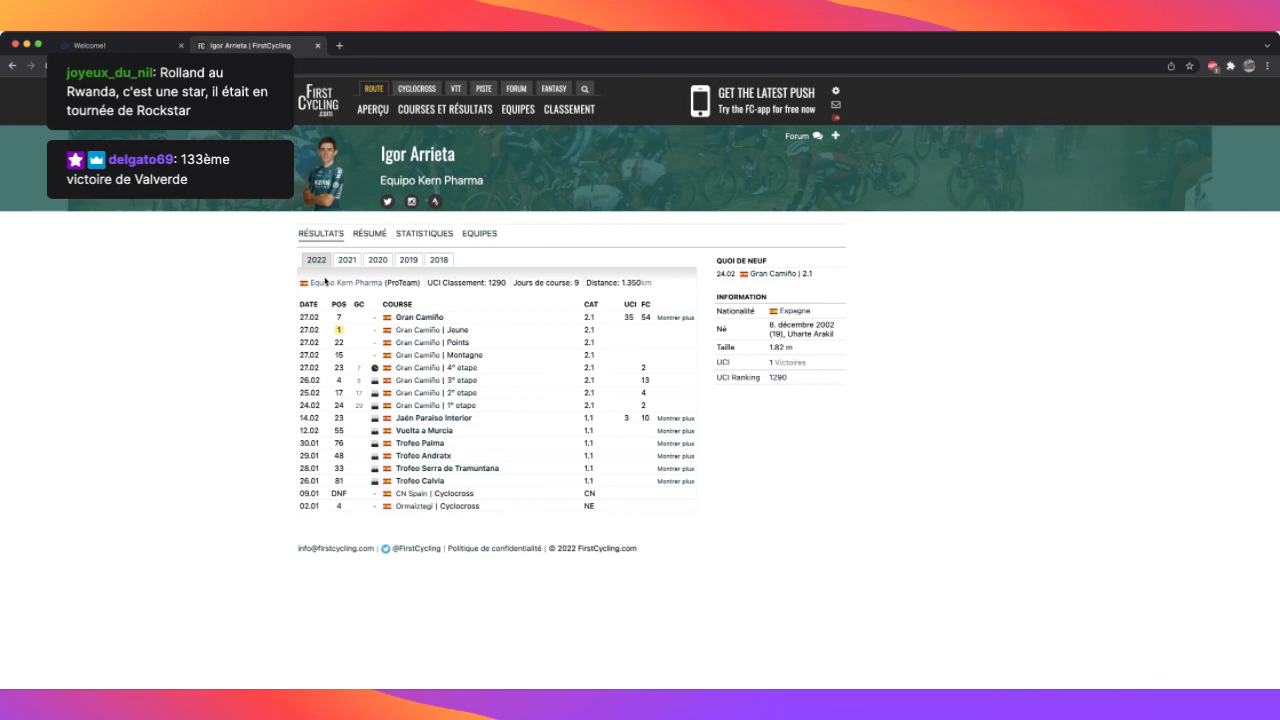 Welcome!
FC Igor Arrieta | FirstCycling
joyeux_du_nil: Rolland au
Rwanda, c'est une star, il était en
tournée de Rockstar
delgato69: 133ème
victoire de Valverde
FIRST
CYCLING
.com
ROUTE CYCLOCROSS VTT PISTE FORUM FANTASY
APERÇU COURSES ET RÉSULTATS EQUIPES CLASSEMENT
GET THE LATEST PUSH
Try the FC-app for free now
Forum
Igor Arrieta
Equipo Kern Pharma
RÉSULTATS RÉSUMÉ STATISTIQUES EQUIPES
2022 2021 2020 2019 2018
Equipo Kern Pharma (ProTeam) UCI Classement: 1290 Jours de course: 9 Distance: 1.350km
DATE POS GC COURSE CAT UCI FC
27.02 7 - Gran Camiño 2.1 35 54 Montrer plus
27.02 1 - Gran Camiño | Jeune 2.1
27.02 22 - Gran Camiño | Points 2.1
27.02 15 - Gran Camiño | Montagne 2.1
27.02 23 7 Gran Camiño | 4º etape 2.1 2
26.02 4 Gran Camiño | 3º etape 2.1 13
25.02 17 17 Gran Camiño | 2º etape 2.1 4
24.02 24 29 Gran Camiño | 1º etape 2.1 2
14.02 23 Jaén Paraiso Interior 1.1 3 10 Montrer plus
12.02 55 Vuelta a Murcia 1.1 Montrer plus
30.01 76 Trofeo Palma 1.1 Montrer plus
29.01 48 Trofeo Andratx 1.1 Montrer plus
28.01 33 Trofeo Serra de Tramuntana 1.1 Montrer plus
26.01 81 Trofeo Calvia 1.1 Montrer plus
09.01 DNF - CN Spain | Cyclocross CN
02.01 4 - Ormaiztegi | Cyclocross NE
QUOI DE NEUF
24.02 Gran Camiño | 2.1
INFORMATION
Nationalité Espagne
Né 8. décembre 2002
(19), Uharte Arakil
Taille 1.82 m
UCI 1 Victoires
UCI Ranking 1290
info@firstcycling.com | @FirstCycling | Politique de confidentialité | © 2022 FirstCycling.com